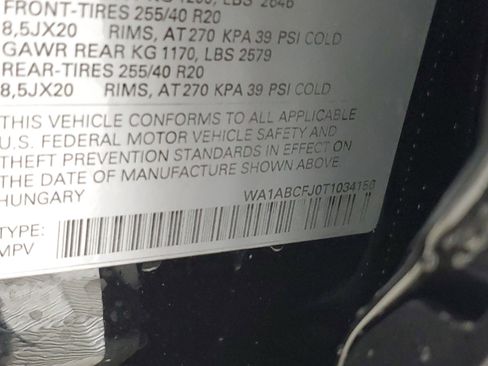 FRONT-TIRES 255/40 R20
8,5JX20 RIMS, AT 270 KPA 39 PSI COLD
GAWR REAR KG 1170, LBS 2579
REAR-TIRES 255/40 R20
8,5JX20 RIMS, AT 270 KPA 39 PSI COLD
THIS VEHICLE CONFORMS TO ALL APPLICABLE
U.S. FEDERAL MOTOR VEHICLE SAFETY AND
THEFT PREVENTION STANDARDS IN EFFECT ON
THE DATE OF MANUFACTURE SHOWN ABOVE.
HUNGARY
TYPE:
MPV